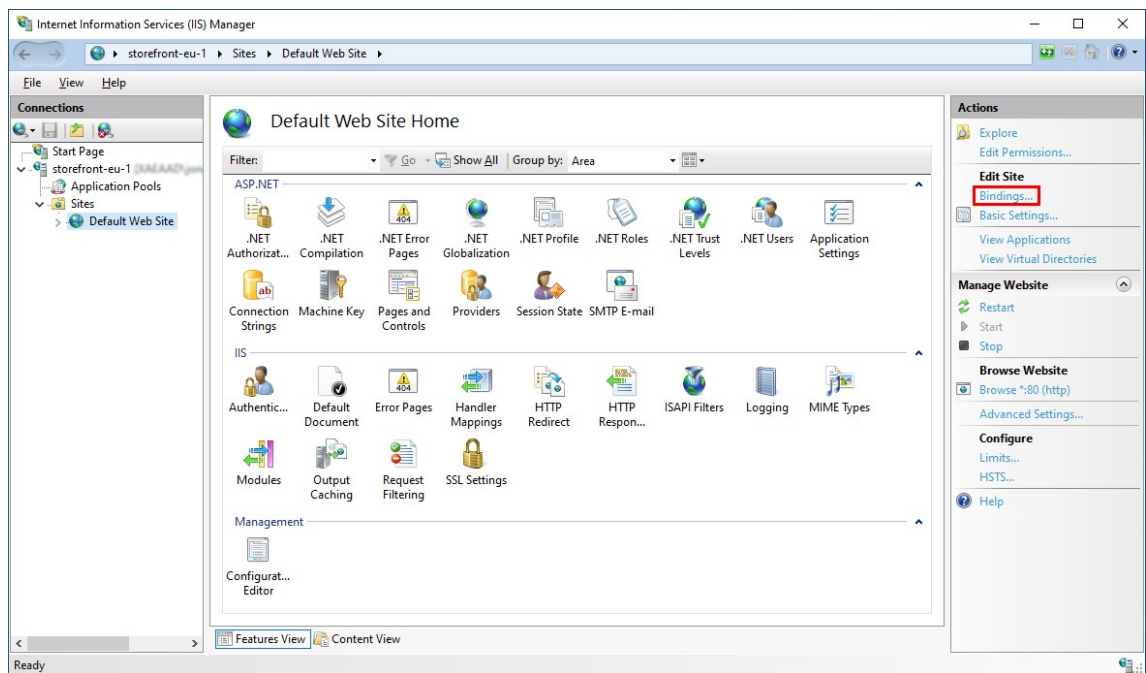 Internet Information Services (IIS) Manager
storefront-eu-1 Sites Default Web Site
File View Help
Connections
Start Page
storefront-eu-1
Application Pools
Sites
Default Web Site
Default Web Site Home
Filter: Go Show All Group by: Area
ASP.NET
.NET Authorizat...
.NET Compilation
.NET Error Pages
404
.NET Globalization
.NET Profile
.NET Roles
.NET Trust Levels
.NET Users
Application Settings
ab
Connection Strings
Machine Key
Pages and Controls
Providers
Session State
SMTP E-mail
IIS
Authentic...
Default Document
404
Error Pages
Handler Mappings
HTTP Redirect
HTTP Respon...
ISAPI Filters
Logging
MIME Types
Modules
Output Caching
Request Filtering
SSL Settings
Management
Configurat... Editor
Features View Content View
Ready
Actions
Explore
Edit Permissions...
Edit Site
Bindings...
Basic Settings...
View Applications
View Virtual Directories
Manage Website
Restart
Start
Stop
Browse Website
Browse *:80 (http)
Advanced Settings...
Configure
Limits...
HSTS...
Help